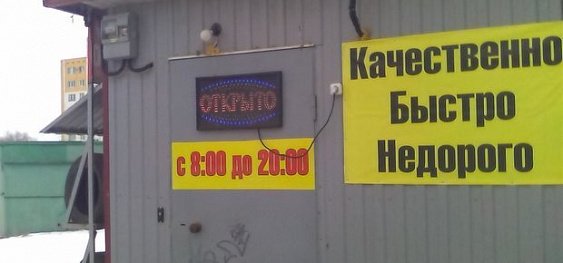 ОТКРЫТО
с 8:00 до 20:00
Качественно
Быстро
Недорого